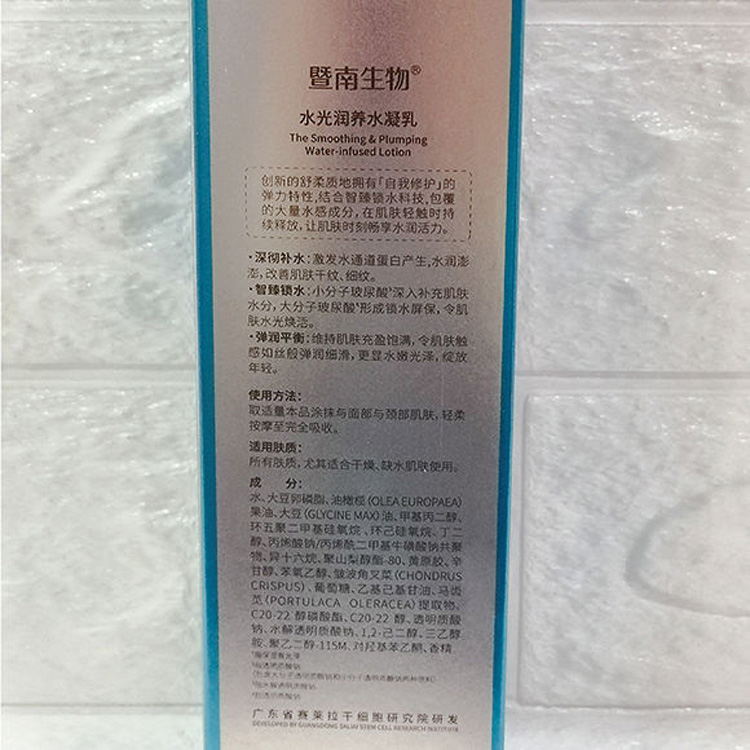 暨南生物®
水光润养水凝乳
The Smoothing & Plumping
Water-infused Lotion
创新的舒柔质地拥有「自我修护」的
弹力特性,结合智臻锁水科技,包覆
的大量水感成分,在肌肤轻触时持
续释放,让肌肤时刻畅享水润活力。
·深彻补水:激发水通道蛋白产生,水润澎
澎,改善肌肤干纹、细纹。
·智臻锁水:小分子玻尿酸³深入补充肌肤
水分,大分子玻尿酸⁴形成锁水屏保,令肌
肤水光焕活。
·弹润平衡:维持肌肤充盈饱满,令肌肤触
感如丝般弹润细滑,更显水嫩光泽,绽放
年轻。
使用方法:
取适量本品涂抹与面部与颈部肌肤,轻柔
按摩至完全吸收。
适用肤质:
所有肤质,尤其适合干燥、缺水肌肤使用。
成 分:
水、大豆卵磷脂、油橄榄(OLEA EUROPAEA)
果油、大豆(GLYCINE MAX)油、甲基丙二醇、
环五聚二甲基硅氧烷、环己硅氧烷、丁二
醇、丙烯酸钠/丙烯酰二甲基牛磺酸钠共聚
物、异十六烷、聚山梨醇酯-80、黄原胶、辛
甘醇、苯氧乙醇、皱波角叉菜(CHONDRUS
CRISPUS)、葡萄糖、乙基己基甘油、马齿
苋(PORTULACA OLERACEA)提取物、
C20-22 醇磷酸酯、C20-22 醇、透明质酸
钠、水解透明质酸钠、1,2-己二醇、三乙醇
胺、聚乙二醇-115M、对羟基苯乙酮、香精
广东省赛莱拉干细胞研究院研发
DEVELOPED BY GUANGDONG SALIAI STEM CELL RESEARCH INSTITUTE